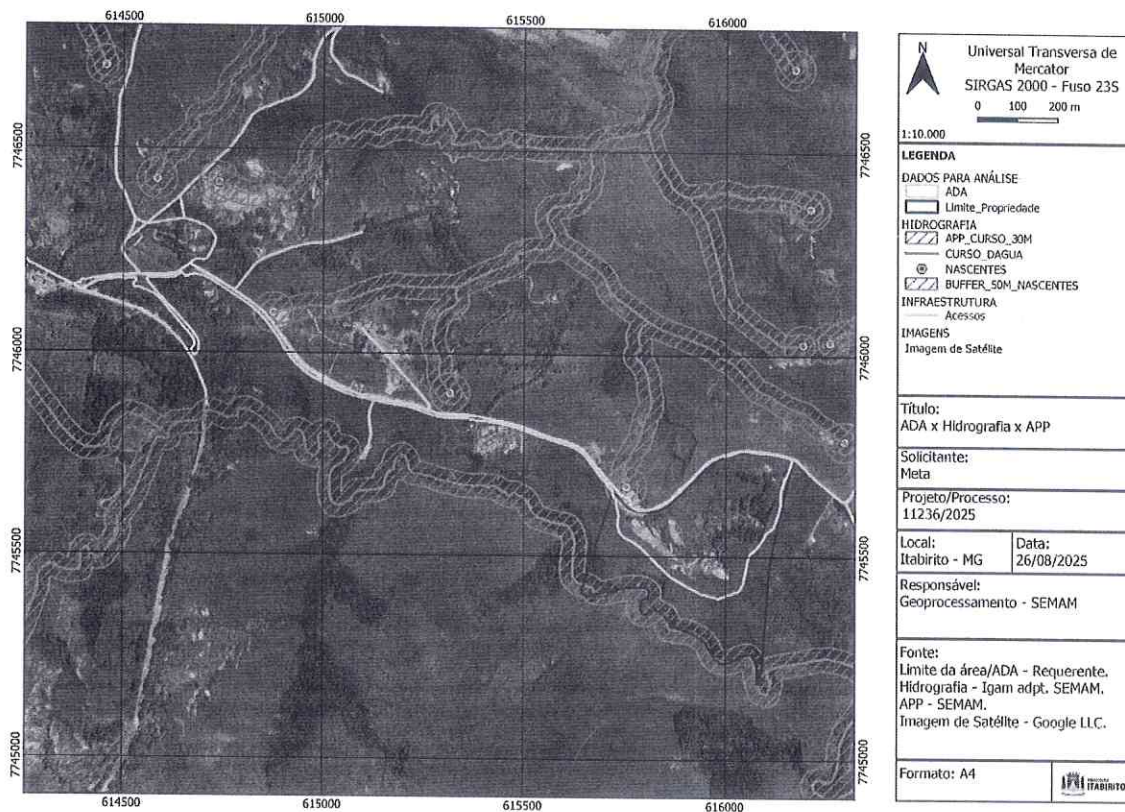 614500 615000 615500 616000
7746500
7746000
7745500
7745000
7746500
7746000
7745500
7745000
614500 615000 615500 616000
N
Universal Transversa de
Mercator
SIRGAS 2000 - Fuso 23S
0 100 200 m
1:10.000
LEGENDA
DADOS PARA ANÁLISE
ADA
Limite_Propriedade
HIDROGRAFIA
APP_CURSO_30M
CURSO_DAGUA
NASCENTES
BUFFER_50M_NASCENTES
INFRAESTRUTURA
Acessos
IMAGENS
Imagem de Satélite
Título:
ADA x Hidrografia x APP
Solicitante:
Meta
Projeto/Processo:
11236/2025
Local:
Itabirito - MG
Data:
26/08/2025
Responsável:
Geoprocessamento - SEMAM
Fonte:
Limite da área/ADA - Requerente.
Hidrografia - Igam adpt. SEMAM.
APP - SEMAM.
Imagem de Satélite - Google LLC.
Formato: A4
ITABIRITO